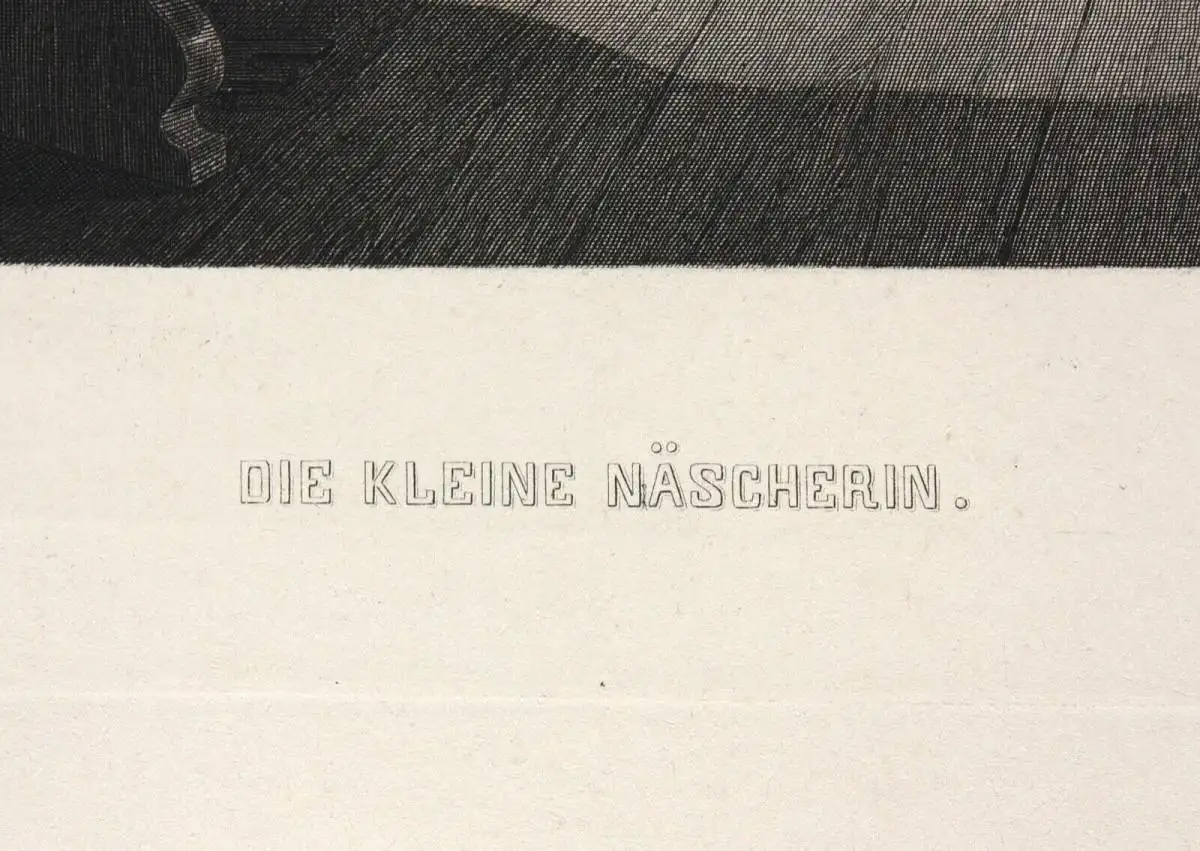 DIE KLEINE NÄSCHERIN.